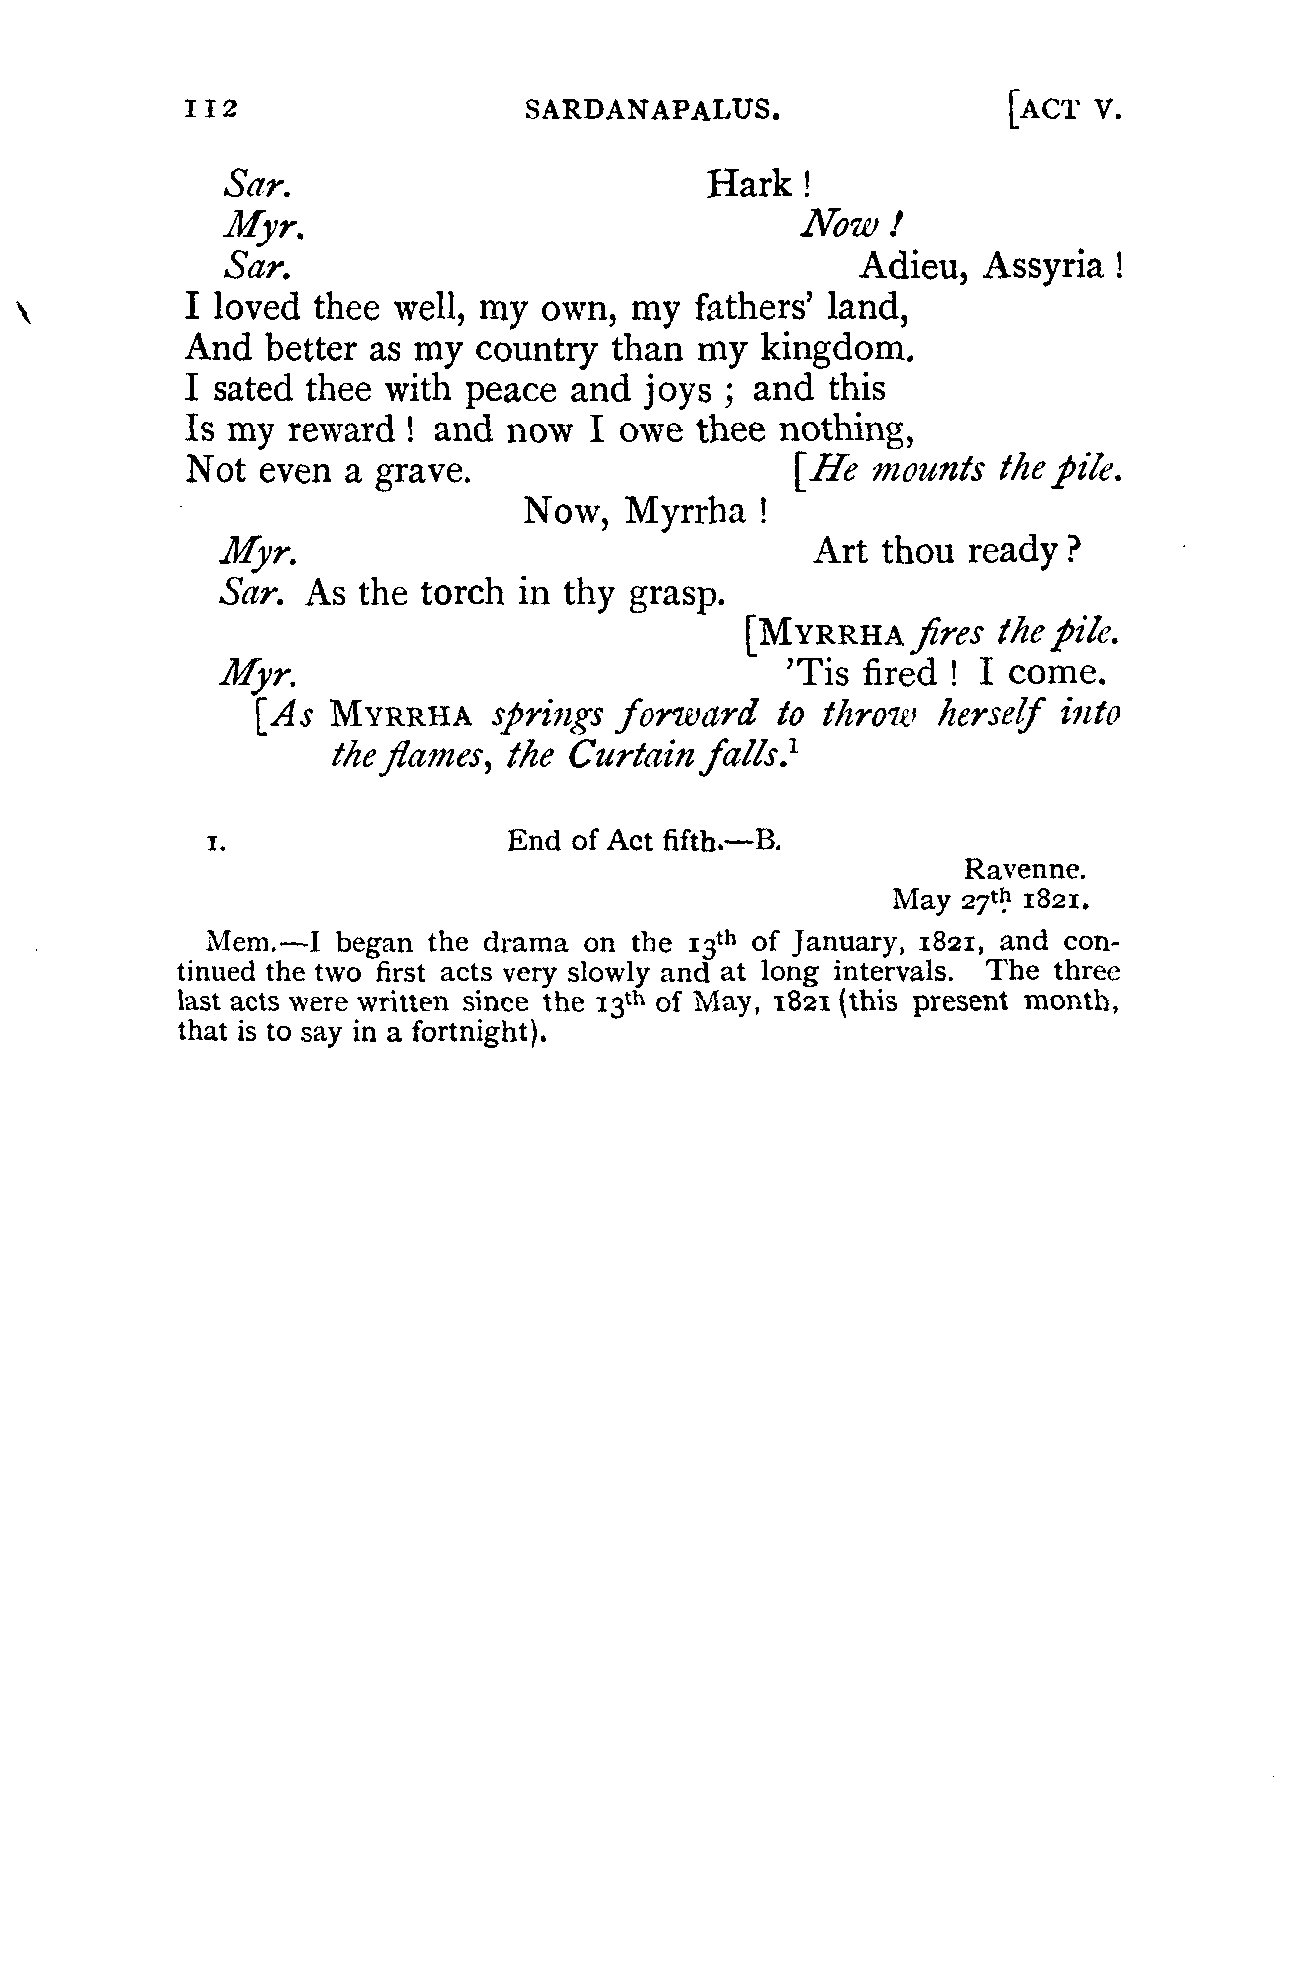 112 SARDANAPALUS. [ACT V.
Sar. Hark !
Myr. Now !
Sar. Adieu, Assyria !
I loved thee well, my own, my fathers' land,
And better as my country than my kingdom.
I sated thee with peace and joys ; and this
Is my reward ! and now I owe thee nothing,
Not even a grave. [He mounts the pile.
Now, Myrrha !
Myr. Art thou ready ?
Sar. As the torch in thy grasp.
[MYRRHA fires the pile.
Myr. 'Tis fired ! I come.
[As MYRRHA springs forward to throw herself into
the flames, the Curtain falls.¹
1. End of Act fifth.—B.
Ravenne.
May 27th 1821.
Mem.—I began the drama on the 13th of January, 1821, and con-
tinued the two first acts very slowly and at long intervals. The three
last acts were written since the 13th of May, 1821 (this present month,
that is to say in a fortnight).